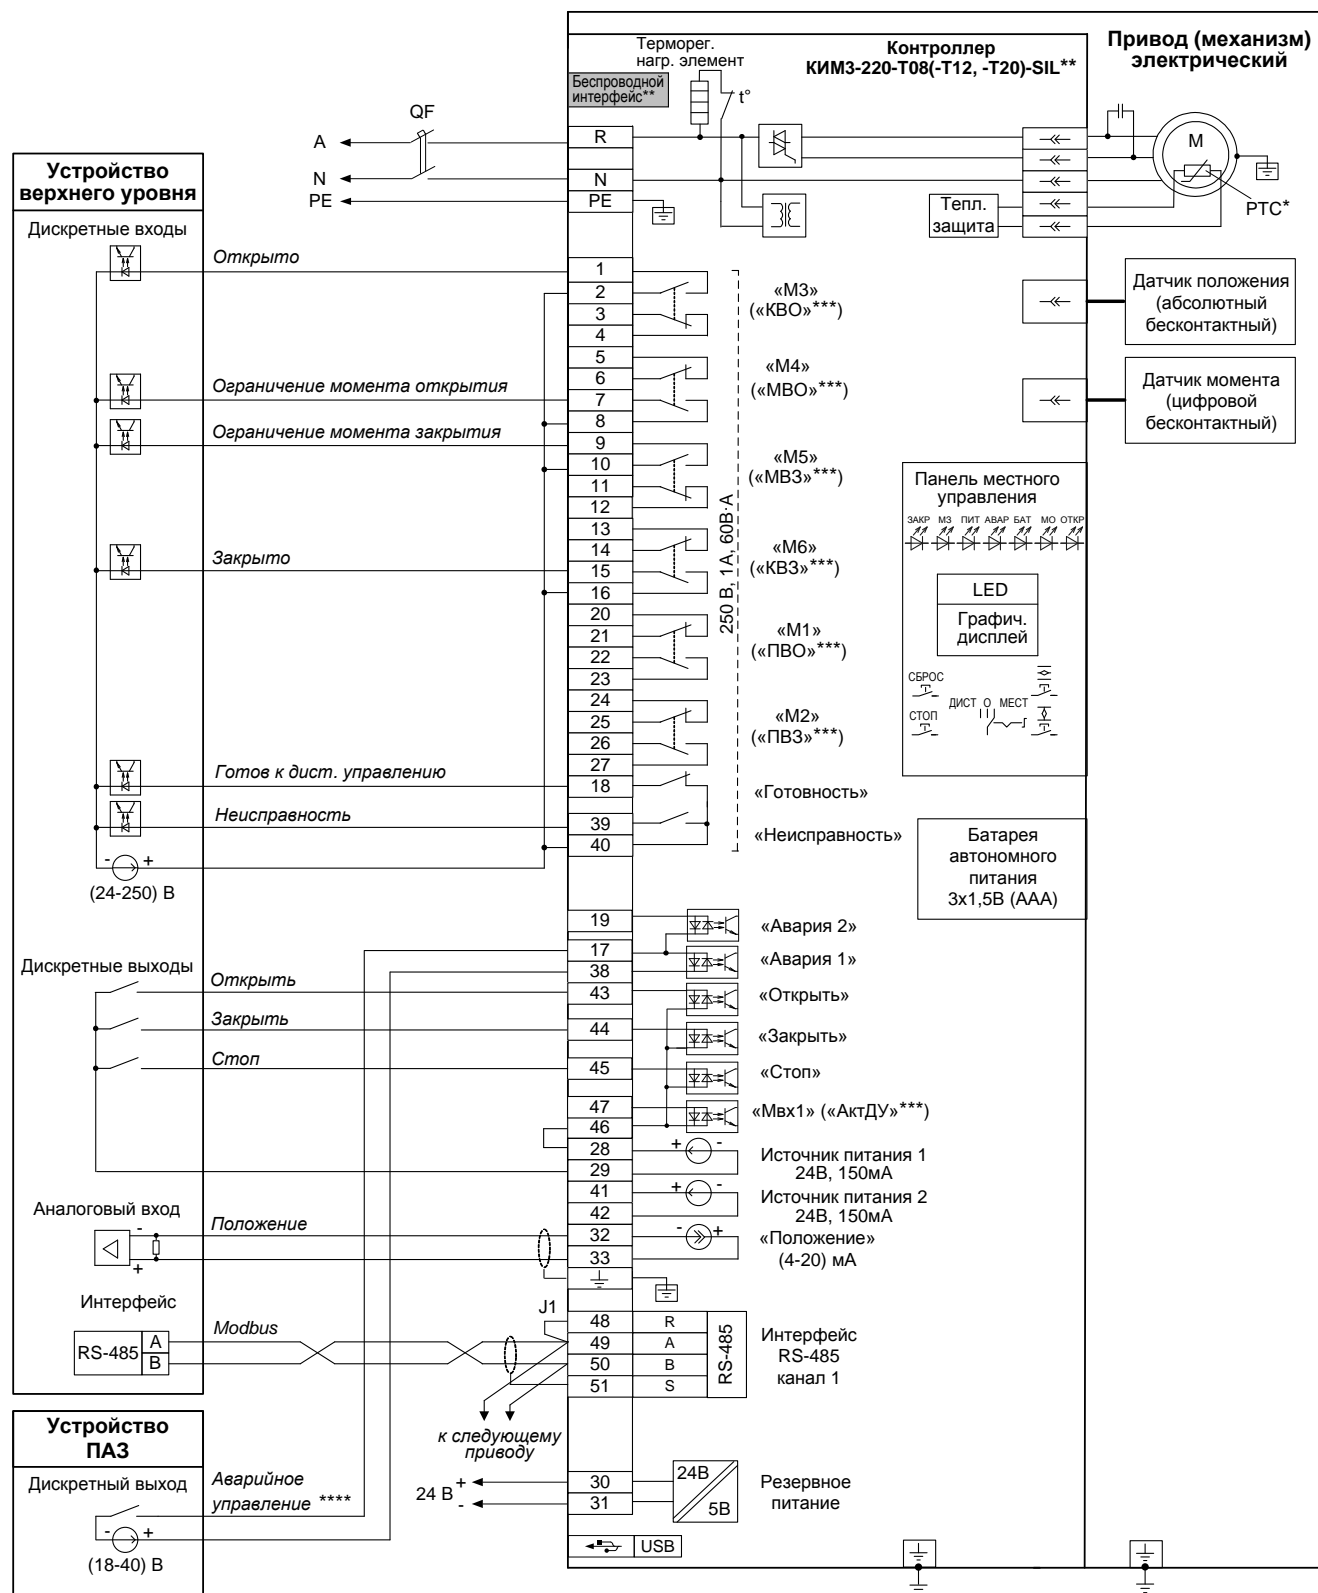 Терморег.
нагр. элемент
Контроллер
КИМ3-220-Т08(-Т12, -Т20)-SIL**
Привод (механизм)
электрический
Беспроводной
интерфейс**
t°
QF
A
R
N
N
PE
PE
M
PTC*
Тепл.
защита
Устройство
верхнего уровня
Дискретные входы
Открыто
1
2
3
4
«М3»
(«КВО»***)
Датчик положения
(абсолютный
бесконтактный)
Ограничение момента открытия
5
6
7
8
«М4»
(«МВО»***)
Датчик момента
(цифровой
бесконтактный)
Ограничение момента закрытия
9
10
11
12
«М5»
(«МВЗ»***)
250 В, 1А, 60В·А
Панель местного
управления
ЗАКР МЗ ПИТ АВАР БАТ МО ОТКР
Закрыто
13
14
15
16
«М6»
(«КВЗ»***)
LED
Графич.
дисплей
20
21
22
23
«М1»
(«ПВО»***)
СБРОС
СТОП
ДИСТ О МЕСТ
24
25
26
27
«М2»
(«ПВЗ»***)
Готов к дист. управлению
18
«Готовность»
Неисправность
39
40
«Неисправность»
- +
(24-250) В
Батарея
автономного
питания
3х1,5В (ААА)
19
«Авария 2»
17
38
«Авария 1»
Дискретные выходы
Открыть
43
«Открыть»
Закрыть
44
«Закрыть»
Стоп
45
«Стоп»
47
46
«Мвх1» («АктДУ»***)
28
29
+ -
Источник питания 1
24В, 150мА
41
42
+ -
Источник питания 2
24В, 150мА
Аналоговый вход
-
+
Положение
32
33
- +
«Положение»
(4-20) мА
Интерфейс
RS-485
A
B
Modbus
J1
48
49
50
51
R
A
B
S
RS-485
Интерфейс
RS-485
канал 1
к следующему
приводу
Устройство
ПАЗ
Дискретный выход
Аварийное
управление ****
- +
(18-40) В
24 В
+
-
30
31
24В
5В
Резервное
питание
USB